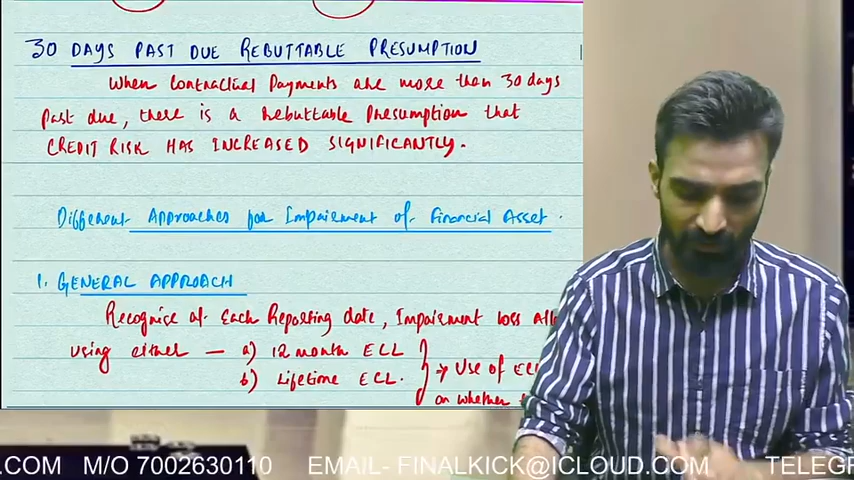 30 DAYS PAST DUE REBUTTABLE PRESUMPTION
When Contractual Payments are more than 30 days
Past due, there is a Rebuttable Presumption that
CREDIT RISK HAS INCREASED SIGNIFICANTLY.
Different Approaches for Impairment of Financial Asset.
1. GENERAL APPROACH
Recognise at Each Reporting date, Impairment loss
using either — a) 12 month ECL
b) Lifetime ECL.
→ Use of
on whether
.COM M/O 7002630110 EMAIL- FINALKICK@ICLOUD.COM TELEGR